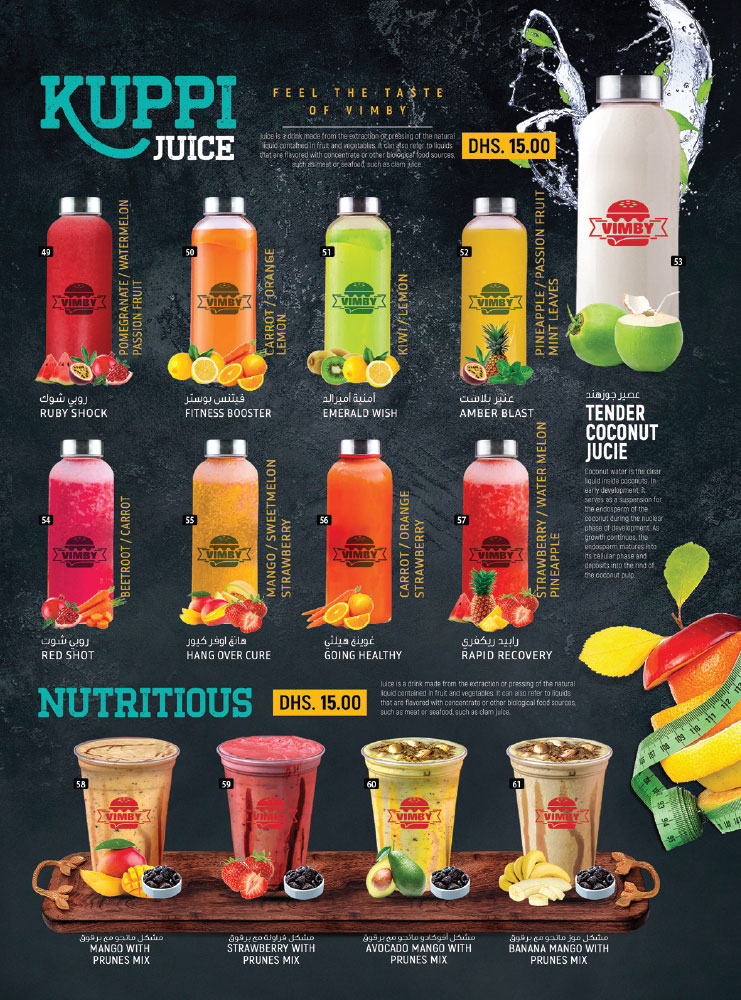 KUPPI
JUICE
FEEL THE TASTE
OF VIMBY
Juice is a drink made from the extraction or pressing of the natural
liquid contained in fruit and vegetables. It can also refer to liquids
that are flavored with concentrate or other biological food sources,
such as meat or seafood, such as clam juice.
DHS. 15.00
49
VIMBY
POMEGRANATE / WATERMELON
PASSION FRUIT
روبي شوك
RUBY SHOCK
50
VIMBY
CARROT / ORANGE
LEMON
فيتنس بوستر
FITNESS BOOSTER
51
VIMBY
KIWI / LEMON
أمنية أميرالد
EMERALD WISH
52
VIMBY
PINEAPPLE / PASSION FRUIT
MINT LEAVES
عنبر بلاست
AMBER BLAST
53
VIMBY
عصير جوزهند
TENDER
COCONUT
JUCIE
Coconut water is the clear
liquid inside coconuts. In
early development, it
serves as a suspension for
the endosperm of the
coconut during the nuclear
phase of development. As
growth continues, the
endosperm matures into
its cellular phase and
deposits into the rind of
the coconut pulp.
54
VIMBY
BEETROOT / CARROT
روبي شوت
RED SHOT
55
VIMBY
MANGO / SWEETMELON
STRAWBERRY
هانغ اوفر كيور
HANG OVER CURE
56
VIMBY
CARROT / ORANGE
STRAWBERRY
غوينغ هيلثي
GOING HEALTHY
57
VIMBY
STRAWBERRY / WATER MELON
PINEAPPLE
رابيد ريكفري
RAPID RECOVERY
NUTRITIOUS
DHS. 15.00
Juice is a drink made from the extraction or pressing of the natural
liquid contained in fruit and vegetables. It can also refer to liquids
that are flavored with concentrate or other biological food sources,
such as meat or seafood, such as clam juice.
58
VIMBY
مشكل مانجو مع برقوق
MANGO WITH
PRUNES MIX
59
VIMBY
مشكل فراولة مع برقوق
STRAWBERRY WITH
PRUNES MIX
60
VIMBY
مشكل أفوكادو مانجو مع برقوق
AVOCADO MANGO WITH
PRUNES MIX
61
VIMBY
مشكل موز مانجو مع برقوق
BANANA MANGO WITH
PRUNES MIX